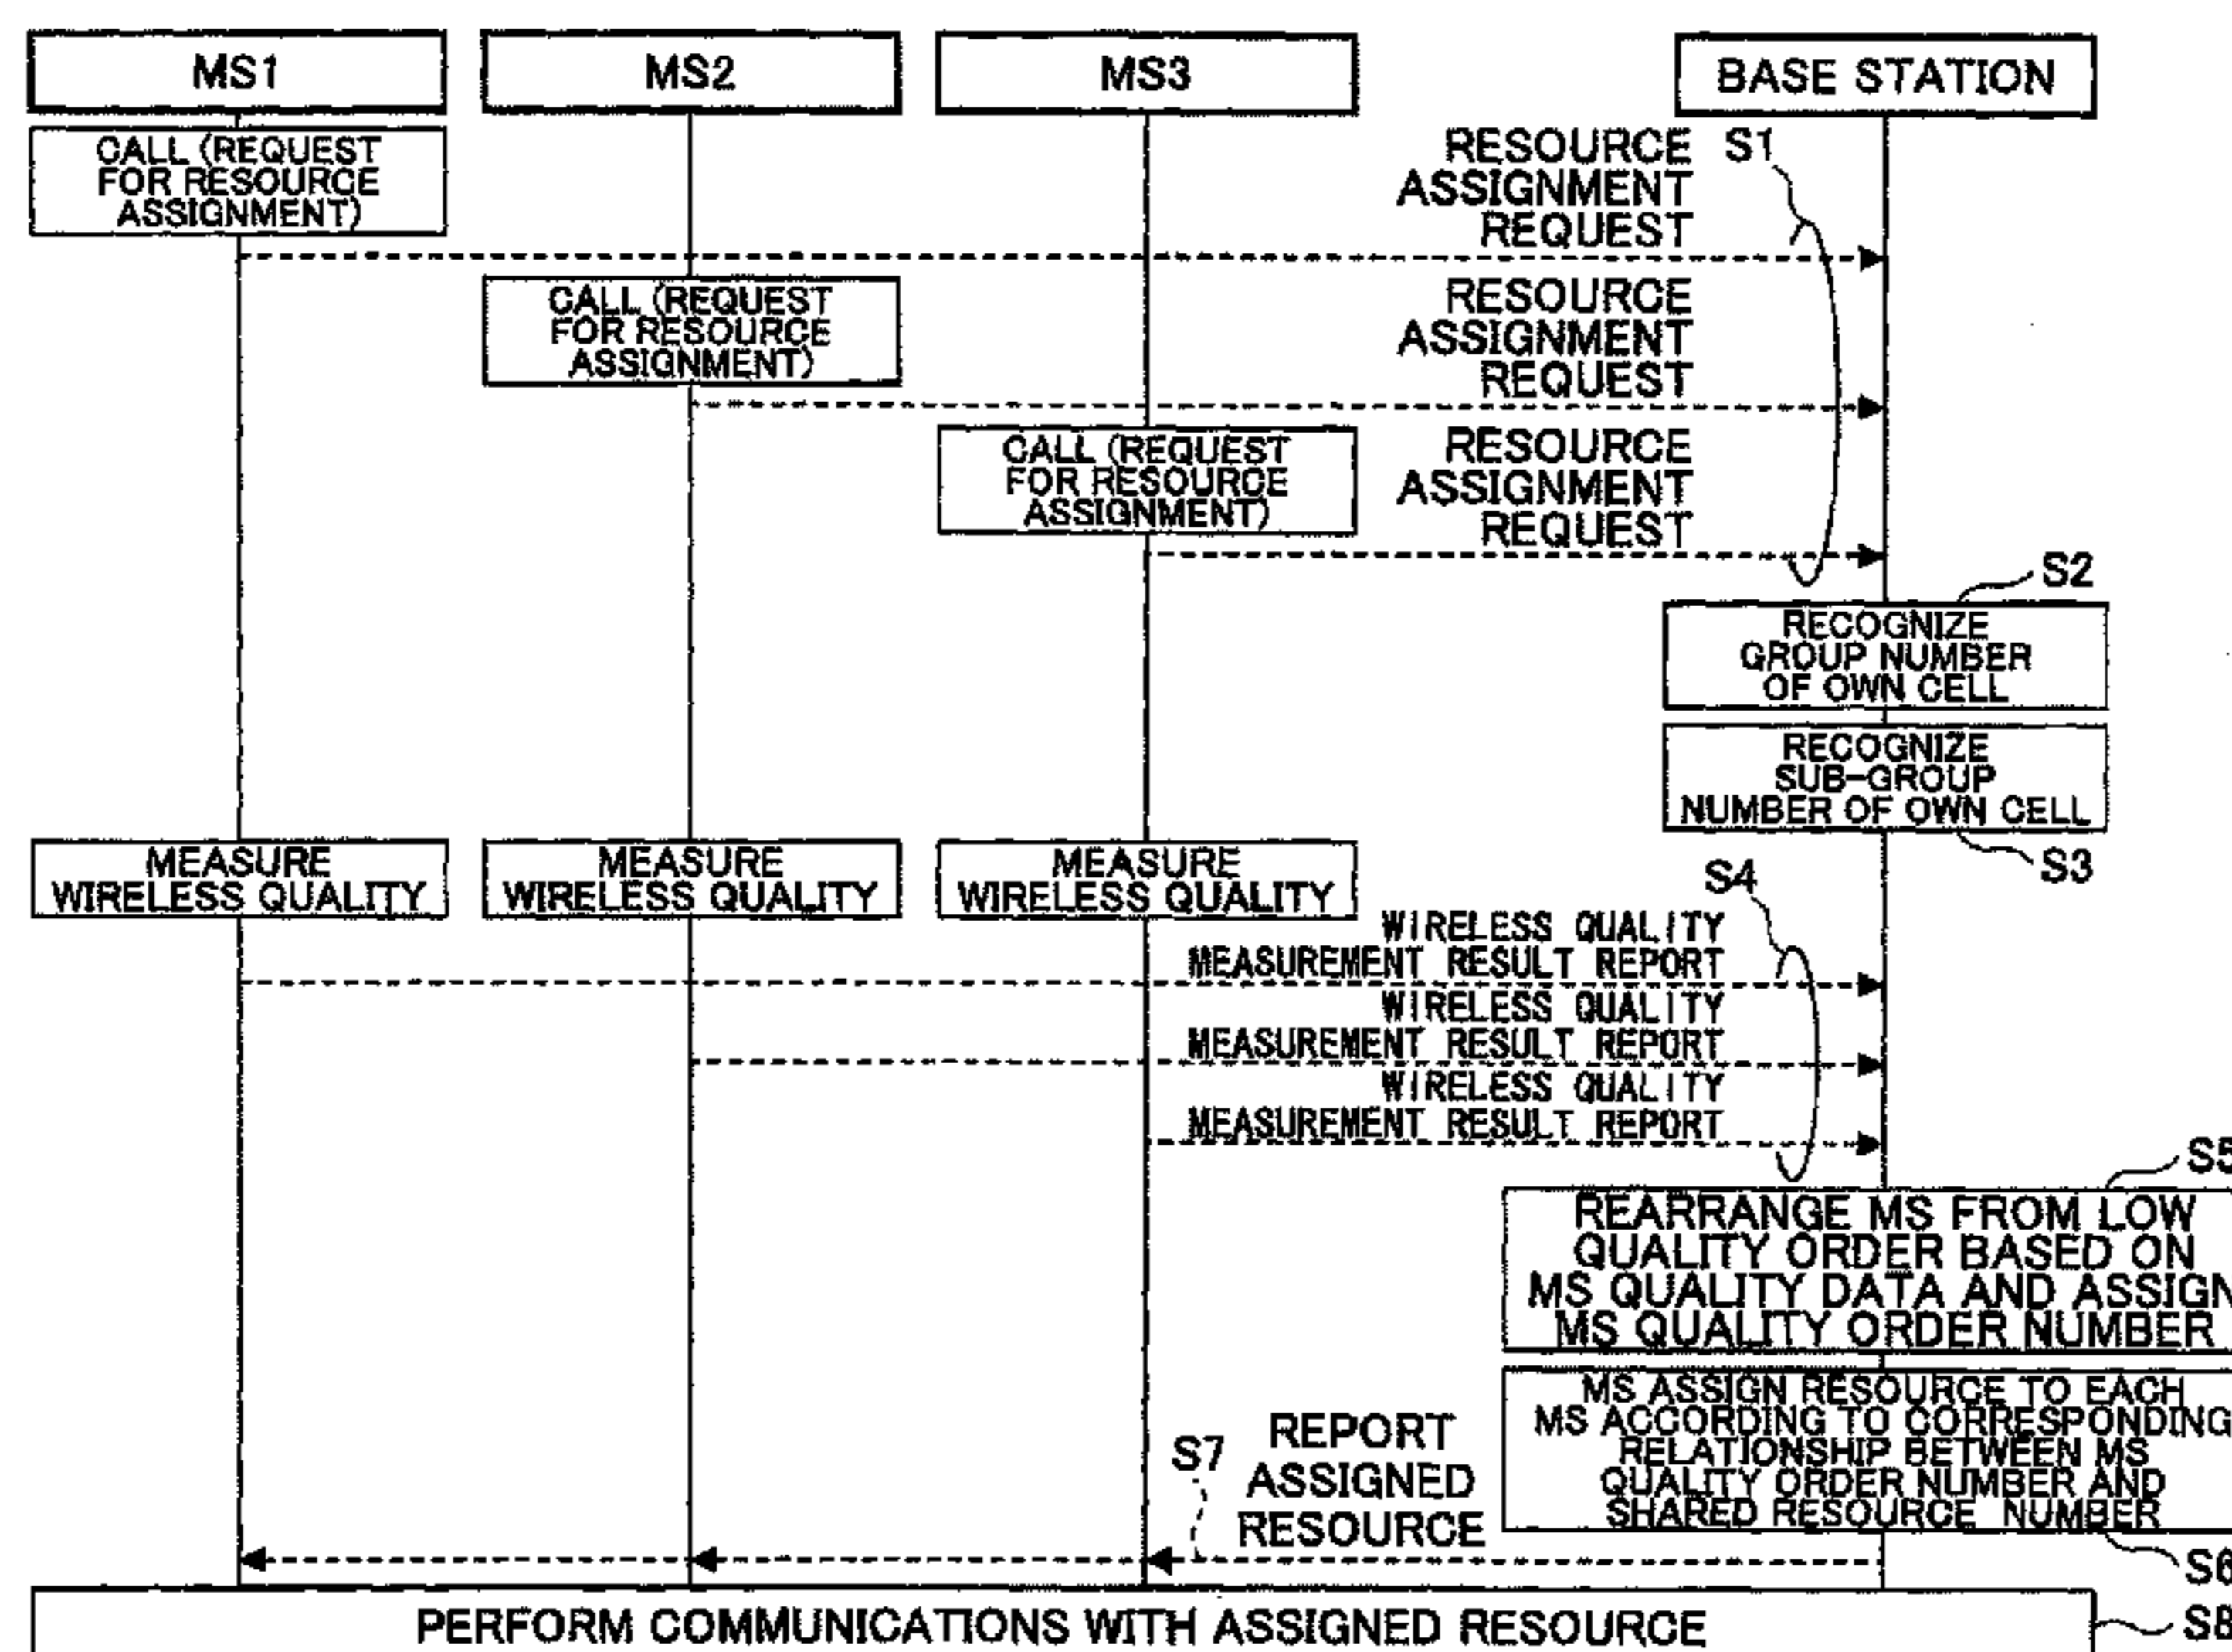 MS1
MS2
MS3
BASE STATION
CALL (REQUEST
FOR RESOURCE
ASSIGNMENT)
RESOURCE
ASSIGNMENT
REQUEST
S1
CALL (REQUEST
FOR RESOURCE
ASSIGNMENT)
RESOURCE
ASSIGNMENT
REQUEST
CALL (REQUEST
FOR RESOURCE
ASSIGNMENT)
RESOURCE
ASSIGNMENT
REQUEST
S2
RECOGNIZE
GROUP NUMBER
OF OWN CELL
RECOGNIZE
SUB-GROUP
NUMBER OF OWN CELL
S3
MEASURE
WIRELESS QUALITY
MEASURE
WIRELESS QUALITY
MEASURE
WIRELESS QUALITY
S4
WIRELESS QUALITY
MEASUREMENT RESULT REPORT
WIRELESS QUALITY
MEASUREMENT RESULT REPORT
WIRELESS QUALITY
MEASUREMENT RESULT REPORT
S5
REARRANGE MS FROM LOW
QUALITY ORDER BASED ON
MS QUALITY DATA AND ASSIGN
MS QUALITY ORDER NUMBER
MS ASSIGN RESOURCE TO EACH
MS ACCORDING TO CORRESPONDING
RELATIONSHIP BETWEEN MS
QUALITY ORDER NUMBER AND
SHARED RESOURCE NUMBER
S6
S7
REPORT
ASSIGNED
RESOURCE
PERFORM COMMUNICATIONS WITH ASSIGNED RESOURCE
S8